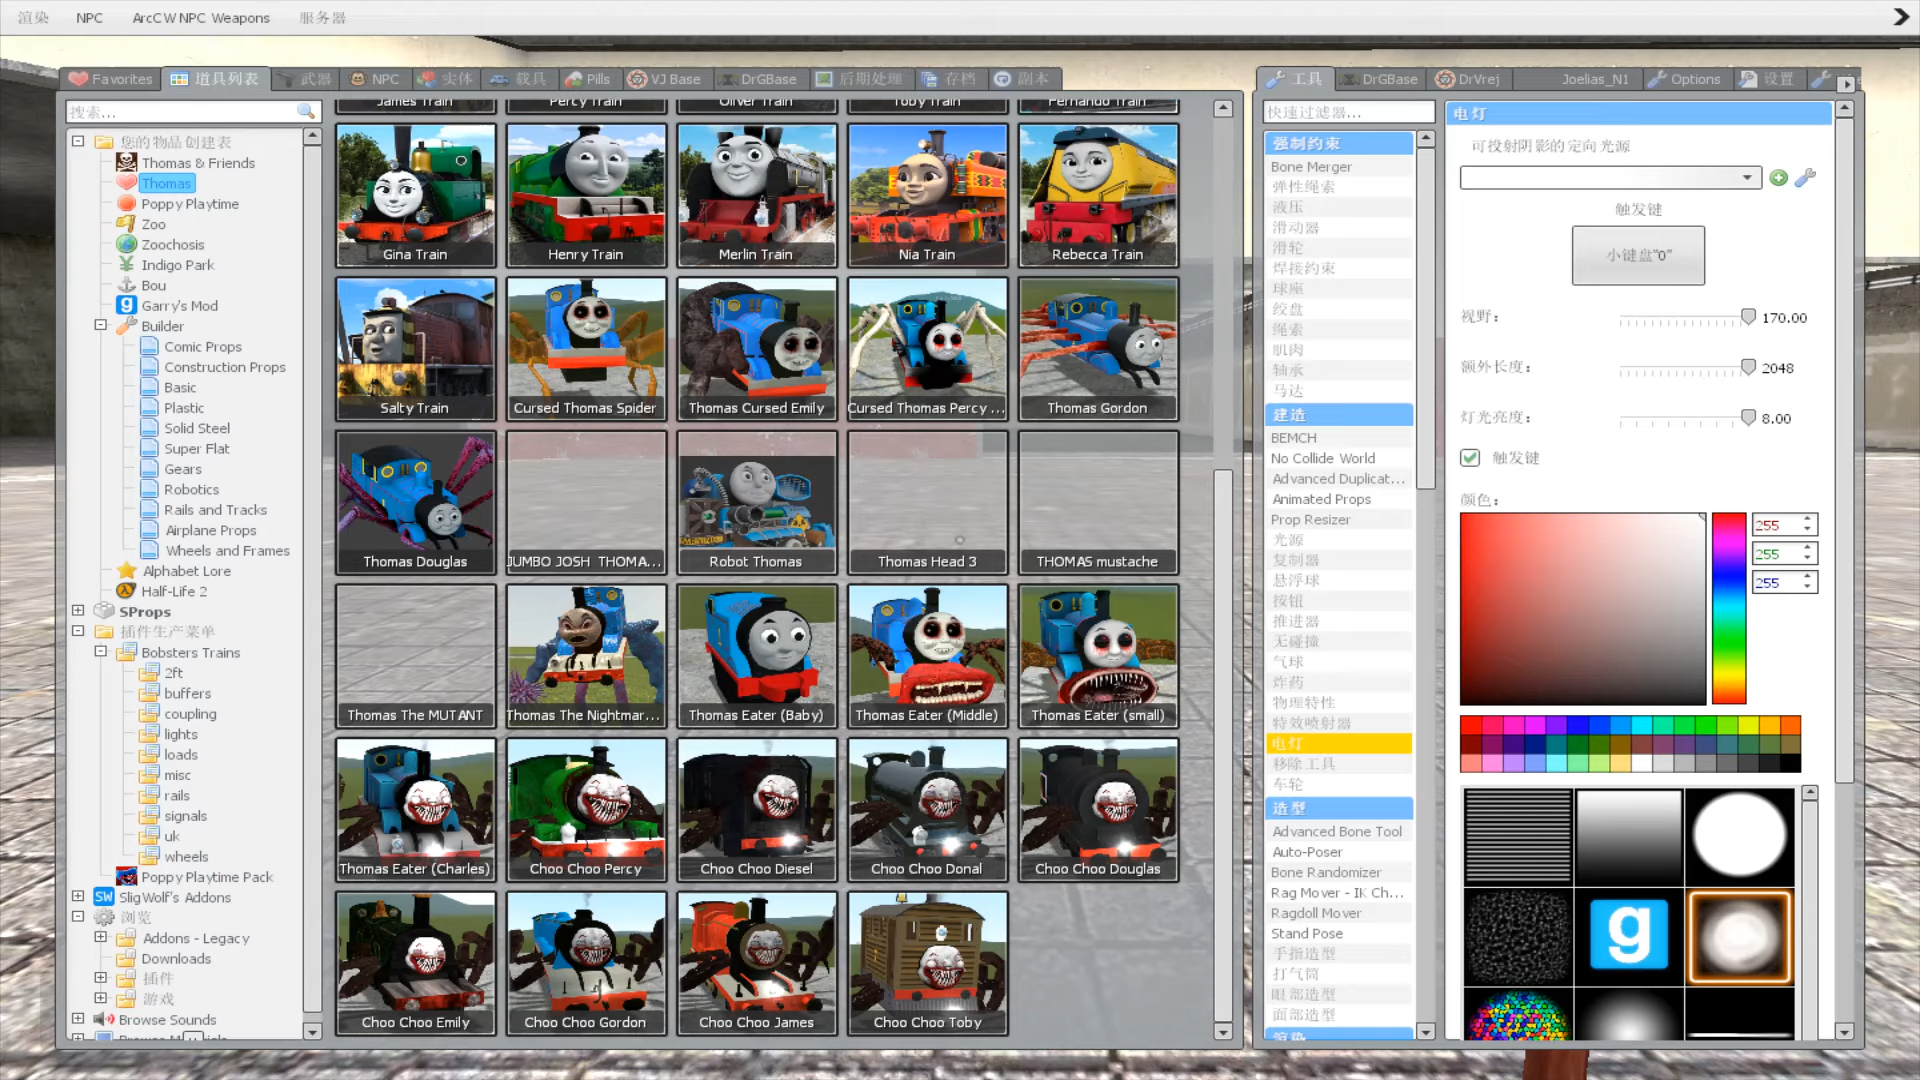 渲染 NPC ArcCW NPC Weapons 服务器
Favorites 道具列表 武器 NPC 实体 载具 Pills VJ Base DrGBase 后期处理 存档 副本
搜索...
您的物品创建表
Thomas & Friends
Thomas
Poppy Playtime
Zoo
Zoochosis
Indigo Park
Bou
Garry's Mod
Builder
Comic Props
Construction Props
Basic
Plastic
Solid Steel
Super Flat
Gears
Robotics
Rails and Tracks
Airplane Props
Wheels and Frames
Alphabet Lore
Half-Life 2
SProps
插件生产菜单
Bobsters Trains
2ft
buffers
coupling
lights
loads
misc
rails
signals
uk
wheels
Poppy Playtime Pack
SligWolf's Addons
浏览
Addons - Legacy
Downloads
插件
游戏
Browse Sounds
James Train Percy Train Oliver Train Toby Train Fernando Train
Gina Train Henry Train Merlin Train Nia Train Rebecca Train
Salty Train Cursed Thomas Spider Thomas Cursed Emily Cursed Thomas Percy ... Thomas Gordon
Thomas Douglas JUMBO JOSH THOMA... Robot Thomas Thomas Head 3 THOMAS mustache
Thomas The MUTANT Thomas The Nightmar... Thomas Eater (Baby) Thomas Eater (Middle) Thomas Eater (small)
Thomas Eater (Charles) Choo Choo Percy Choo Choo Diesel Choo Choo Donal Choo Choo Douglas
Choo Choo Emily Choo Choo Gordon Choo Choo James Choo Choo Toby
工具 DrGBase DrVrej Joelias_N1 Options 设置
快速过滤器...
强制约束
Bone Merger
弹性绳索
液压
滑动器
滑轮
焊接约束
球座
绞盘
绳索
肌肉
轴承
马达
建造
BEMCH
No Collide World
Advanced Duplicat...
Animated Props
Prop Resizer
光源
复制器
悬浮球
按钮
推进器
无碰撞
气球
炸药
物理特性
特效喷射器
电灯
移除工具
车轮
造型
Advanced Bone Tool
Auto-Poser
Bone Randomizer
Rag Mover - IK Ch...
Ragdoll Mover
Stand Pose
手指造型
打气筒
眼部造型
面部造型
渲染
电灯
可投射阴影的定向光源
触发键
小键盘"0"
视野: 170.00
额外长度: 2048
灯光亮度: 8.00
触发键
颜色:
255
255
255
g